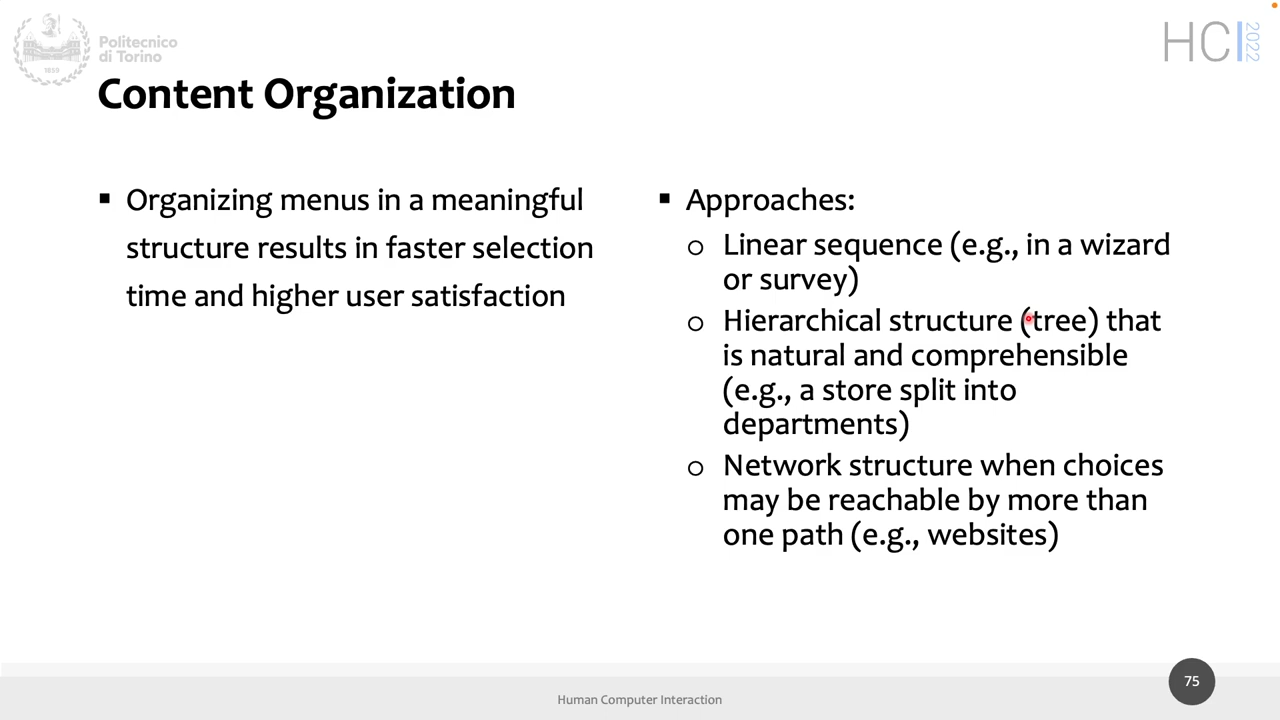 Politecnico
di Torino
1859
HCI 2022
Content Organization
▪ Organizing menus in a meaningful
structure results in faster selection
time and higher user satisfaction
▪ Approaches:
o Linear sequence (e.g., in a wizard
or survey)
o Hierarchical structure (tree) that
is natural and comprehensible
(e.g., a store split into
departments)
o Network structure when choices
may be reachable by more than
one path (e.g., websites)
Human Computer Interaction
75